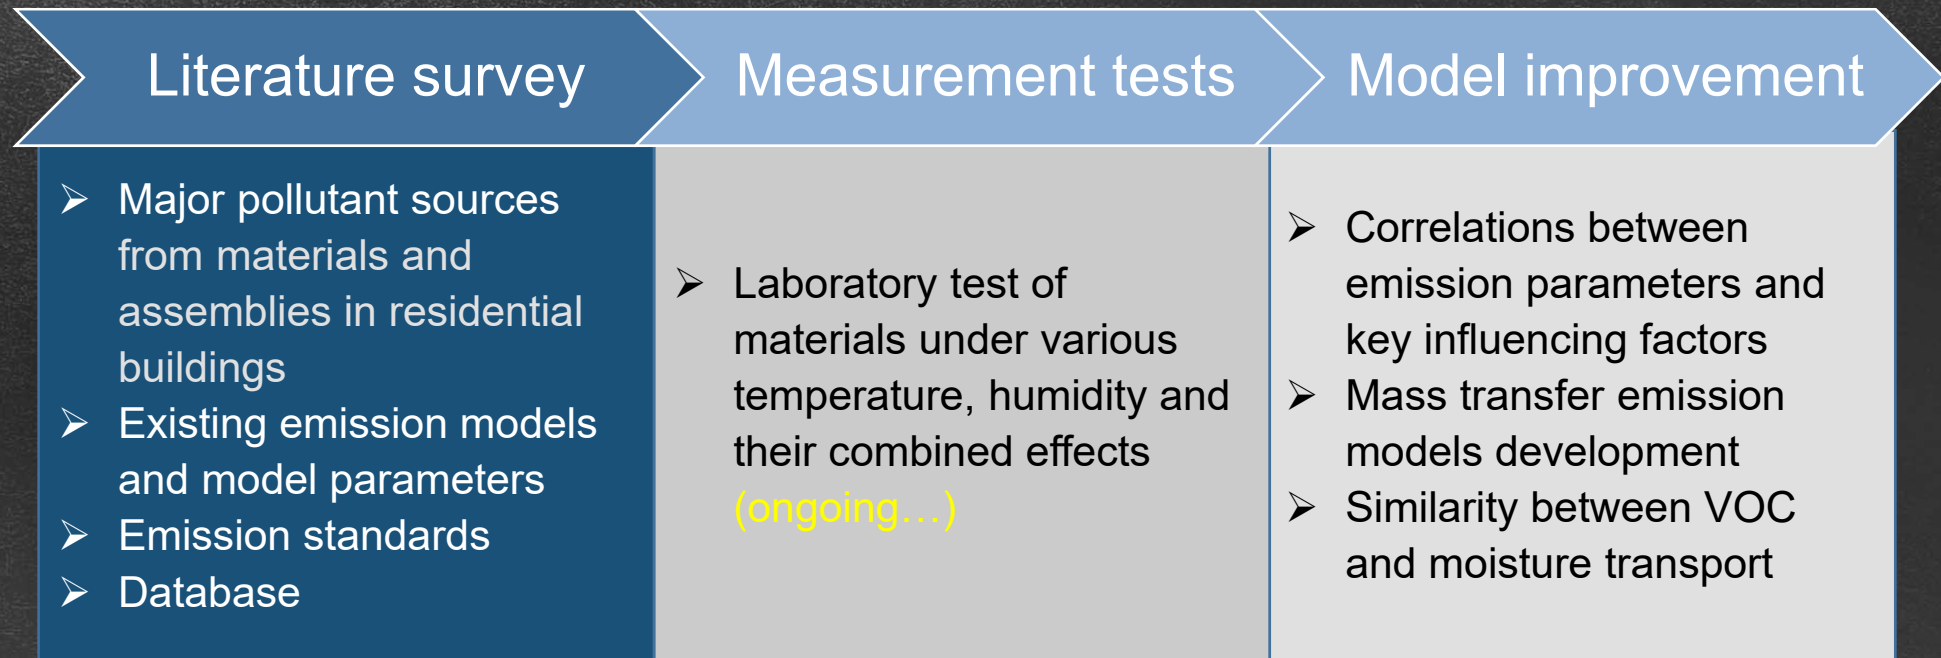 Literature survey
Measurement tests
Model improvement
➢ Major pollutant sources
from materials and
assemblies in residential
buildings
➢ Existing emission models
and model parameters
➢ Emission standards
➢ Database
➢ Laboratory test of
materials under various
temperature, humidity and
their combined effects
(ongoing…)
➢ Correlations between
emission parameters and
key influencing factors
➢ Mass transfer emission
models development
➢ Similarity between VOC
and moisture transport